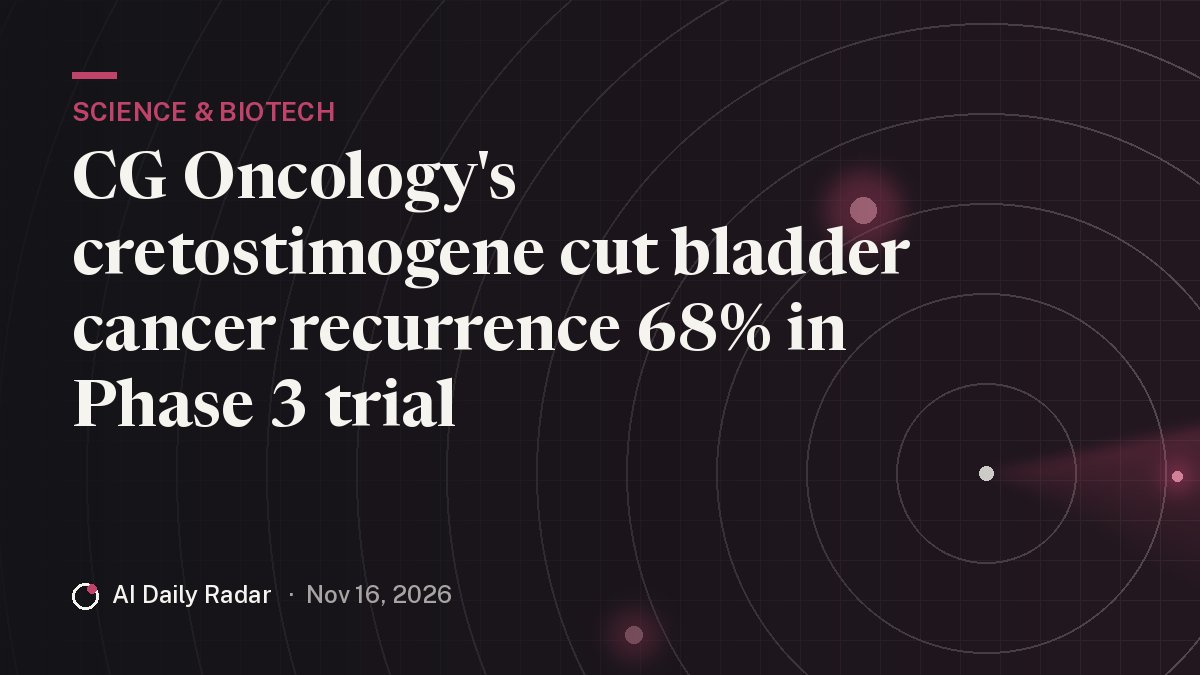 SCIENCE & BIOTECH
CG Oncology's
cretostimogene cut bladder
cancer recurrence 68% in
Phase 3 trial
AI Daily Radar · Nov 16, 2026